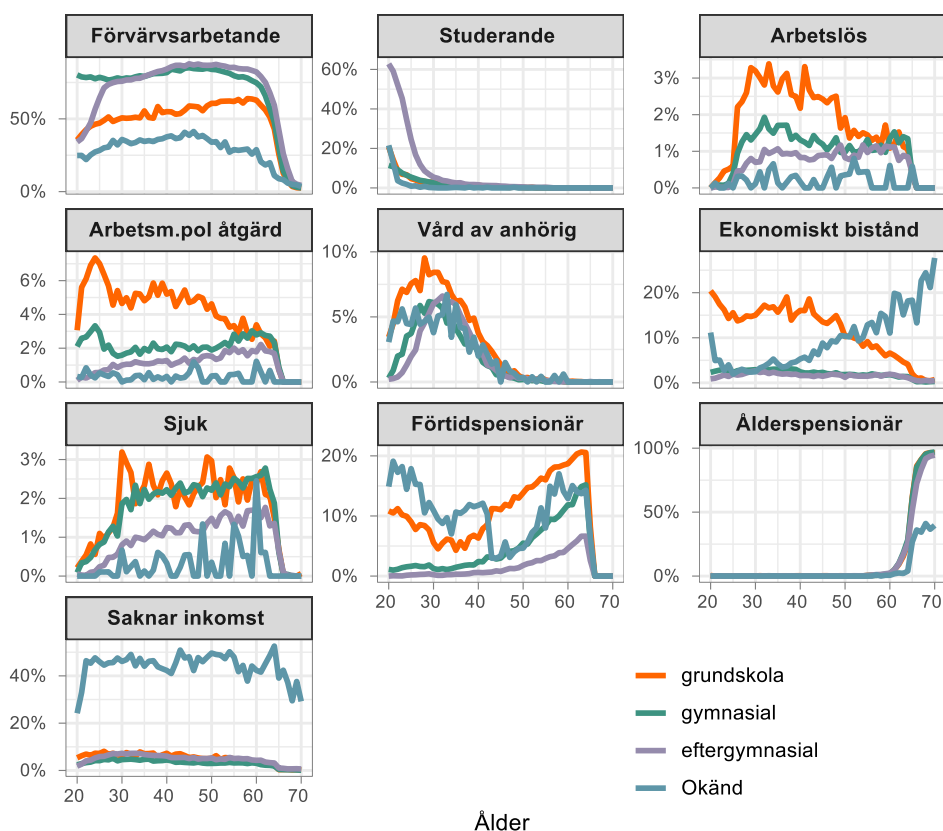 Förvärvsarbetande
Studerande
Arbetslös
50%
0%
60%
40%
20%
0%
3%
2%
1%
0%
Arbetsm.pol åtgärd
Vård av anhörig
Ekonomiskt bistånd
6%
4%
2%
0%
10%
5%
0%
20%
10%
0%
Sjuk
Förtidspensionär
Ålderspensionär
3%
2%
1%
0%
20%
10%
0%
100%
50%
0%
20 30 40 50 60 70
20 30 40 50 60 70
Saknar inkomst
40%
20%
0%
20 30 40 50 60 70
grundskola
gymnasial
eftergymnasial
Okänd
Ålder